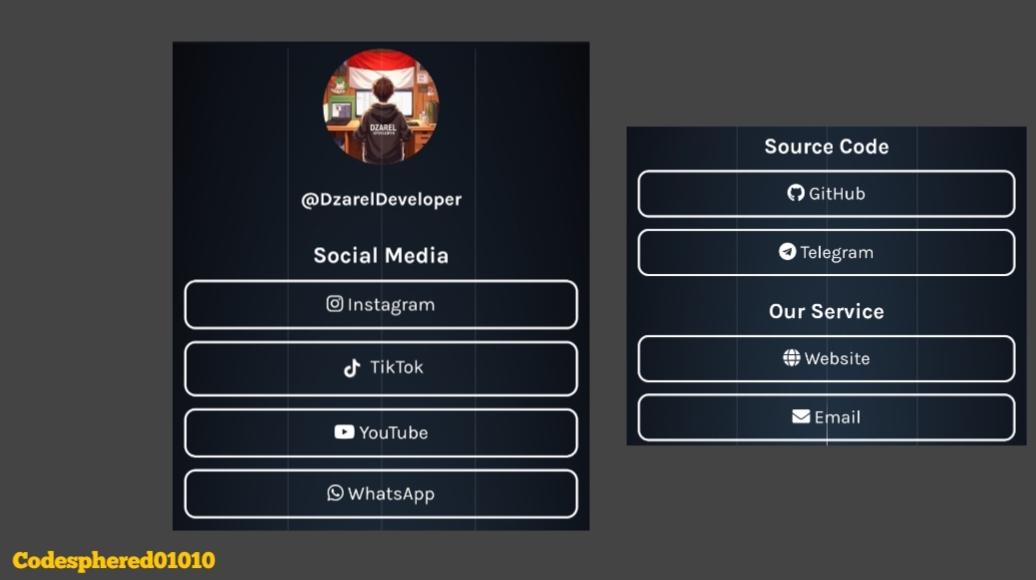 DZAREL
@DzarelDeveloper
Social Media
Instagram
TikTok
YouTube
WhatsApp
Source Code
GitHub
Telegram
Our Service
Website
Email
Codesphered01010